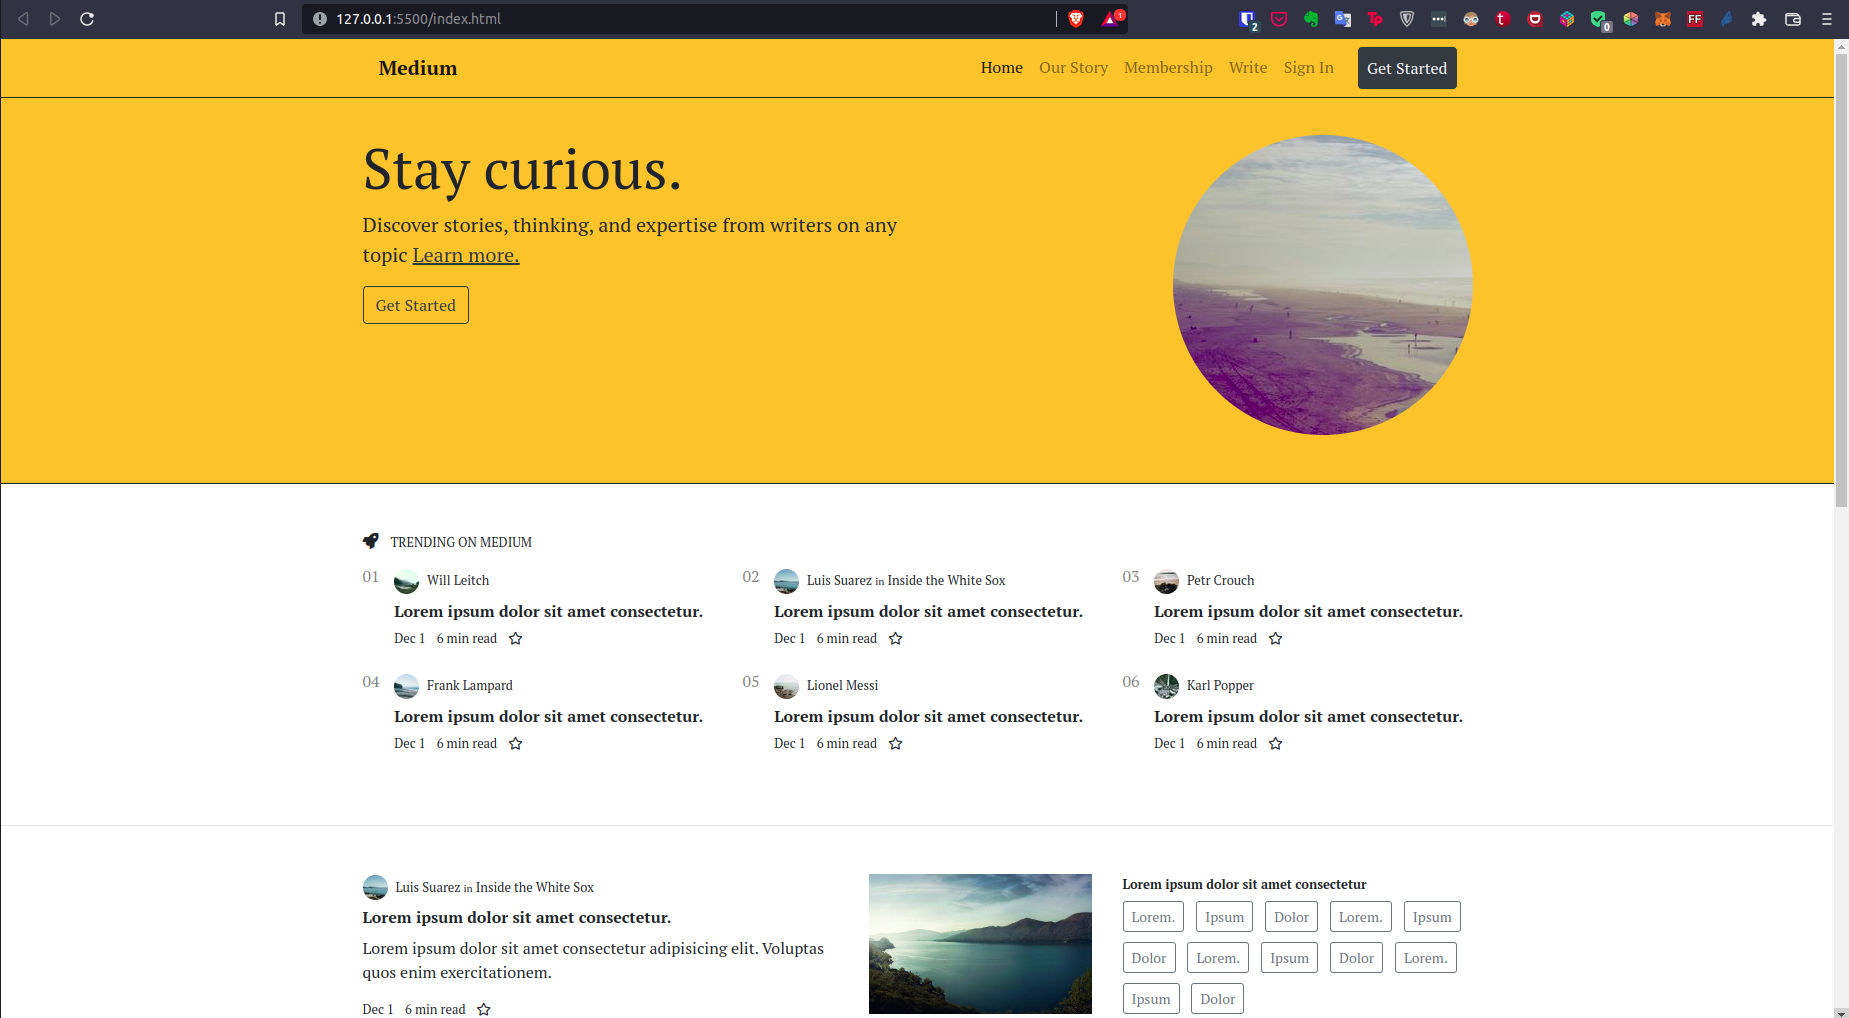 127.0.0.1:5500/index.html
1
2
Tp
t
0
FF
Medium
Home Our Story Membership Write Sign In Get Started
Stay curious.
Discover stories, thinking, and expertise from writers on any
topic Learn more.
Get Started
TRENDING ON MEDIUM
01 Will Leitch
Lorem ipsum dolor sit amet consectetur.
Dec 1 6 min read
02 Luis Suarez in Inside the White Sox
Lorem ipsum dolor sit amet consectetur.
Dec 1 6 min read
03 Petr Crouch
Lorem ipsum dolor sit amet consectetur.
Dec 1 6 min read
04 Frank Lampard
Lorem ipsum dolor sit amet consectetur.
Dec 1 6 min read
05 Lionel Messi
Lorem ipsum dolor sit amet consectetur.
Dec 1 6 min read
06 Karl Popper
Lorem ipsum dolor sit amet consectetur.
Dec 1 6 min read
Luis Suarez in Inside the White Sox
Lorem ipsum dolor sit amet consectetur.
Lorem ipsum dolor sit amet consectetur adipisicing elit. Voluptas
quos enim exercitationem.
Dec 1 6 min read
Lorem ipsum dolor sit amet consectetur
Lorem. Ipsum Dolor Lorem. Ipsum
Dolor Lorem. Ipsum Dolor Lorem.
Ipsum Dolor